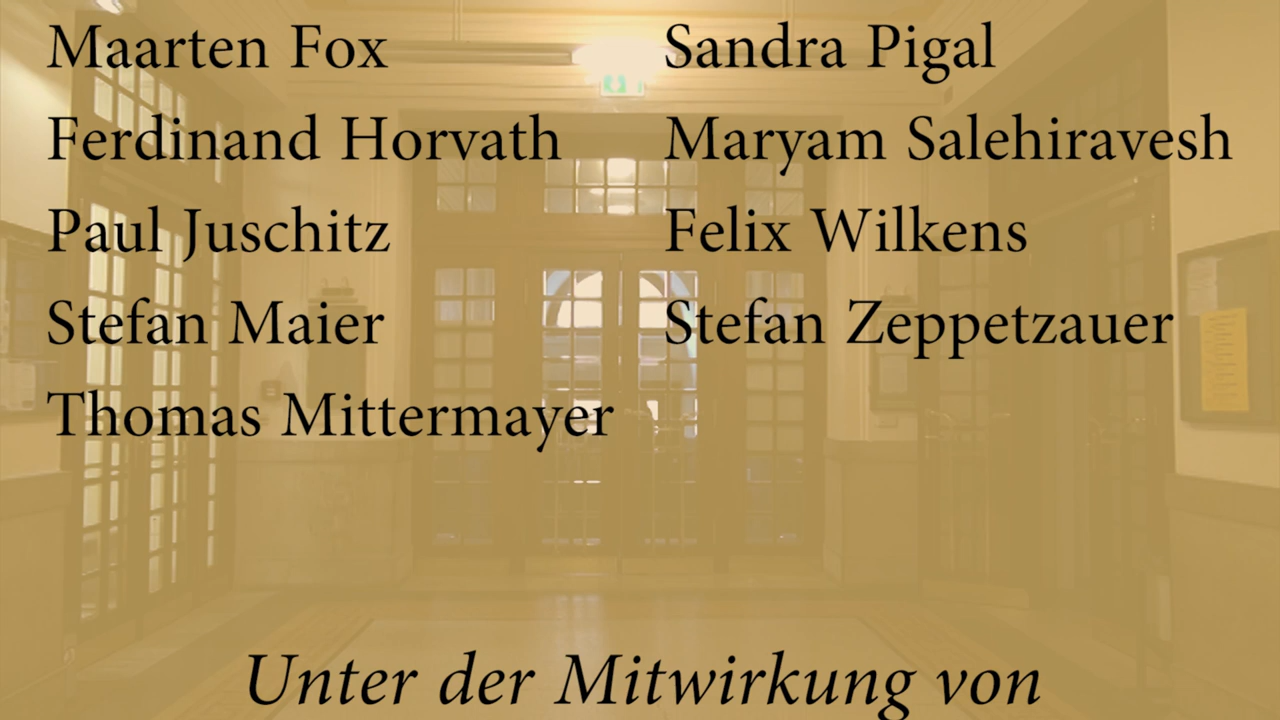 Maarten Fox
Ferdinand Horvath
Paul Juschitz
Stefan Maier
Thomas Mittermayer
Sandra Pigal
Maryam Salehiravesh
Felix Wilkens
Stefan Zeppetzauer
Unter der Mitwirkung von